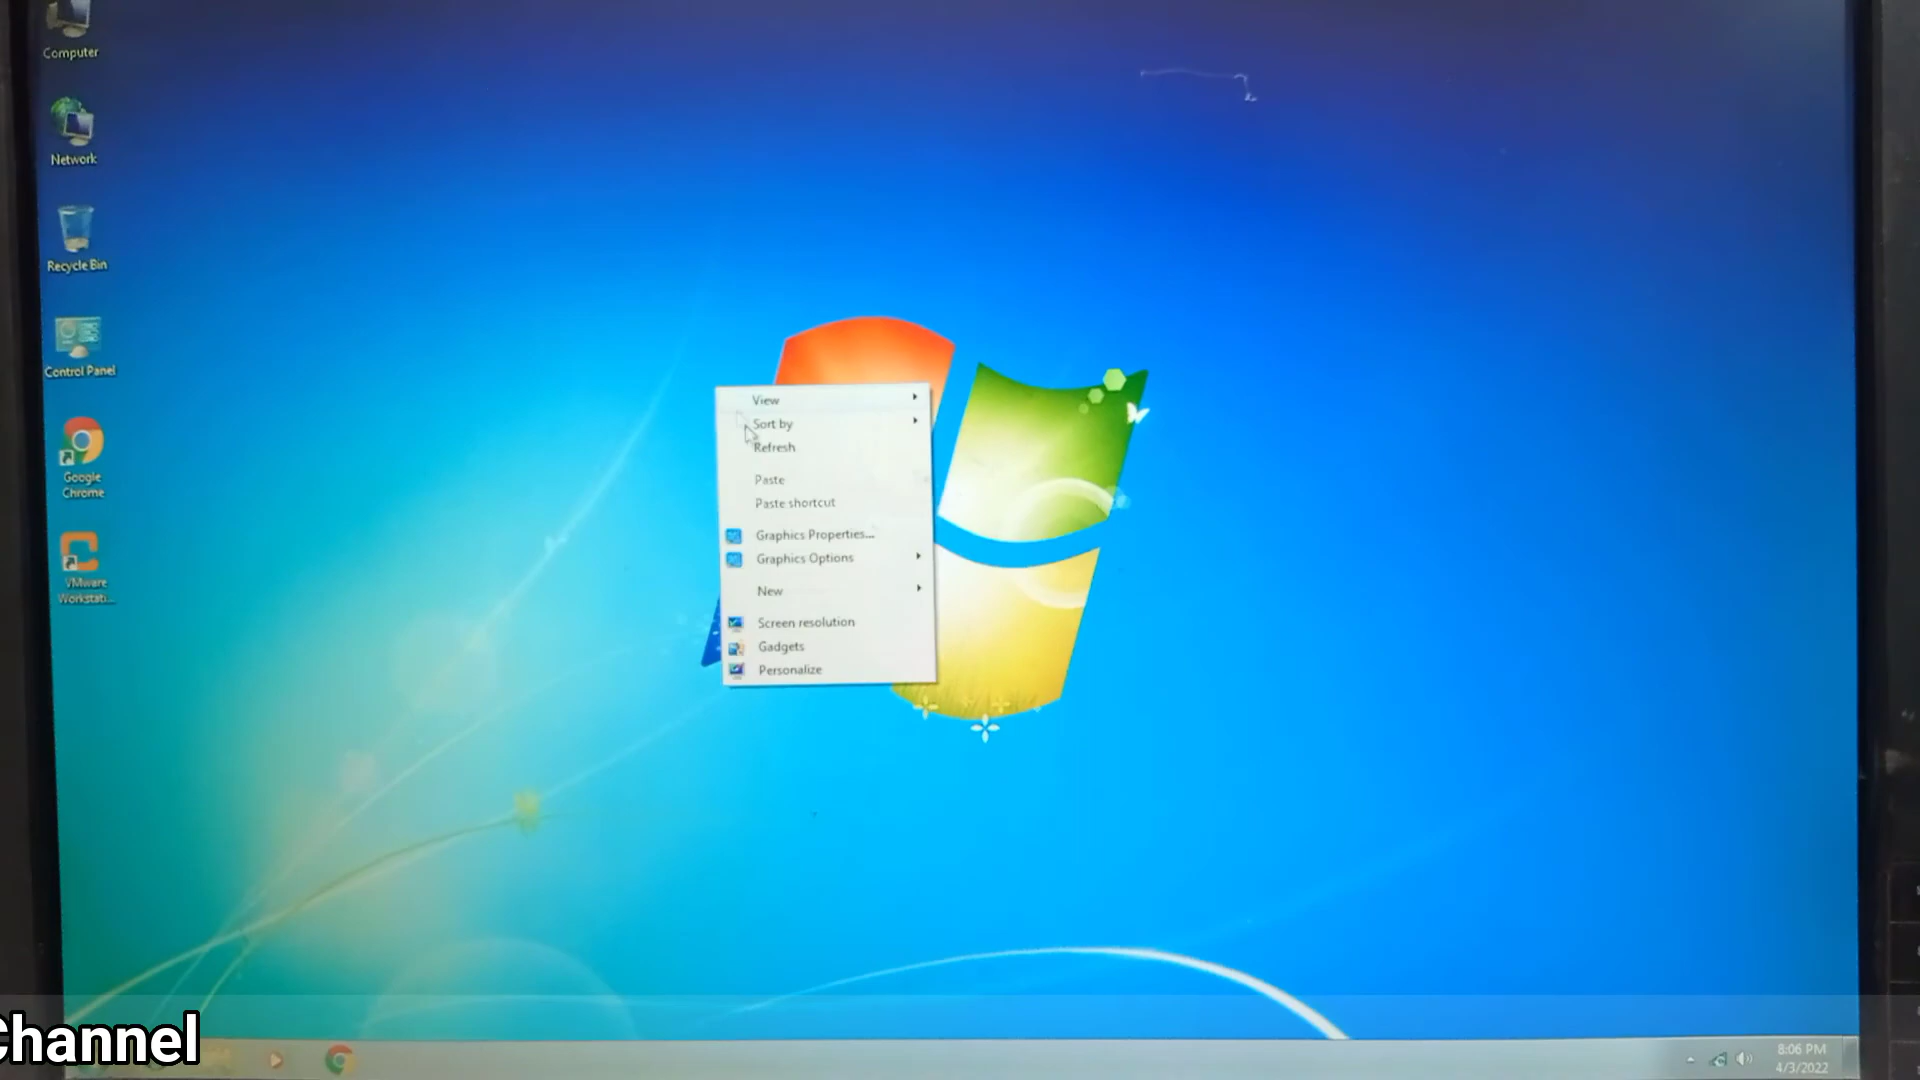 Computer
Network
Recycle Bin
Control Panel
Google
Chrome
VMware
Workstati...
View
Sort by
Refresh
Paste
Paste shortcut
Graphics Properties...
Graphics Options
New
Screen resolution
Gadgets
Personalize
Channel
8:06 PM
4/3/2022